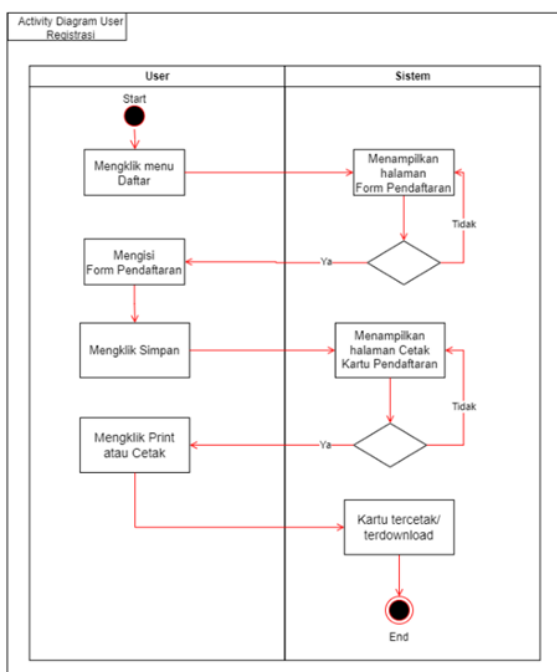 Activity Diagram User
Registrasi
User
Sistem
Start
Mengklik menu
Daftar
Menampilkan
halaman
Form Pendaftaran
Tidak
Mengisi
Form Pendaftaran
Ya
Mengklik Simpan
Menampilkan
halaman Cetak
Kartu Pendaftaran
Tidak
Mengklik Print
atau Cetak
Ya
Kartu tercetak/
terdownload
End